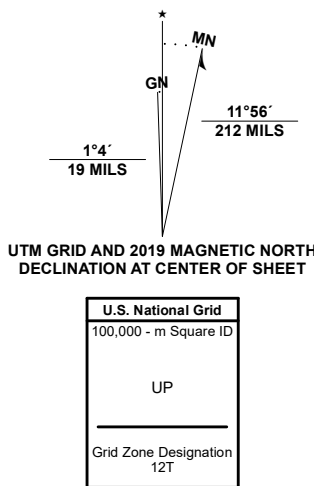 ★
MN
GN
11°56´
212 MILS
1°4´
19 MILS
UTM GRID AND 2019 MAGNETIC NORTH
DECLINATION AT CENTER OF SHEET
U.S. National Grid
100,000 - m Square ID
UP
Grid Zone Designation
12T